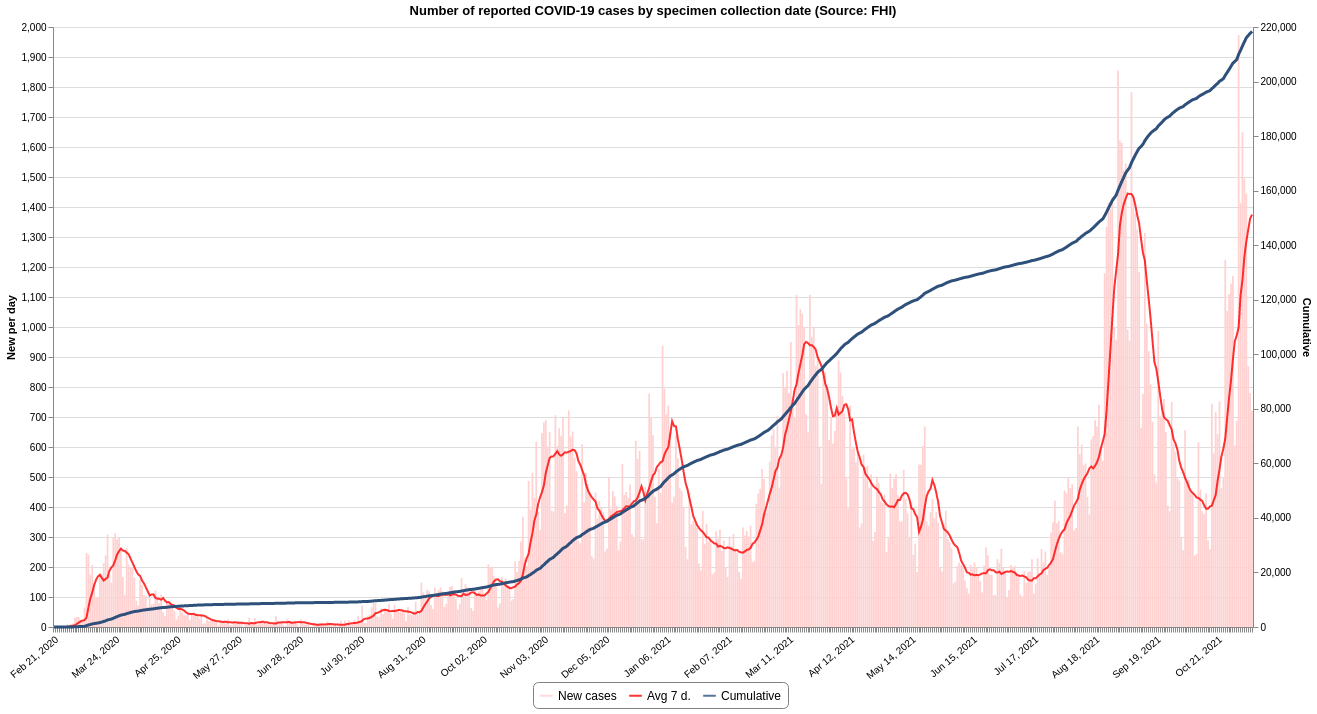 Number of reported COVID-19 cases by specimen collection date (Source: FHI)
2,000
1,900
1,800
1,700
1,600
1,500
1,400
1,300
1,200
1,100
1,000
900
800
700
600
500
400
300
200
100
0
New per day
220,000
200,000
180,000
160,000
140,000
120,000
100,000
80,000
60,000
40,000
20,000
0
Cumulative
Feb 21, 2020
Mar 24, 2020
Apr 25, 2020
May 27, 2020
Jun 28, 2020
Jul 30, 2020
Aug 31, 2020
Oct 02, 2020
Nov 03, 2020
Dec 05, 2020
Jan 06, 2021
Feb 07, 2021
Mar 11, 2021
Apr 12, 2021
May 14, 2021
Jun 15, 2021
Jul 17, 2021
Aug 18, 2021
Sep 19, 2021
Oct 21, 2021
New cases Avg 7 d. Cumulative